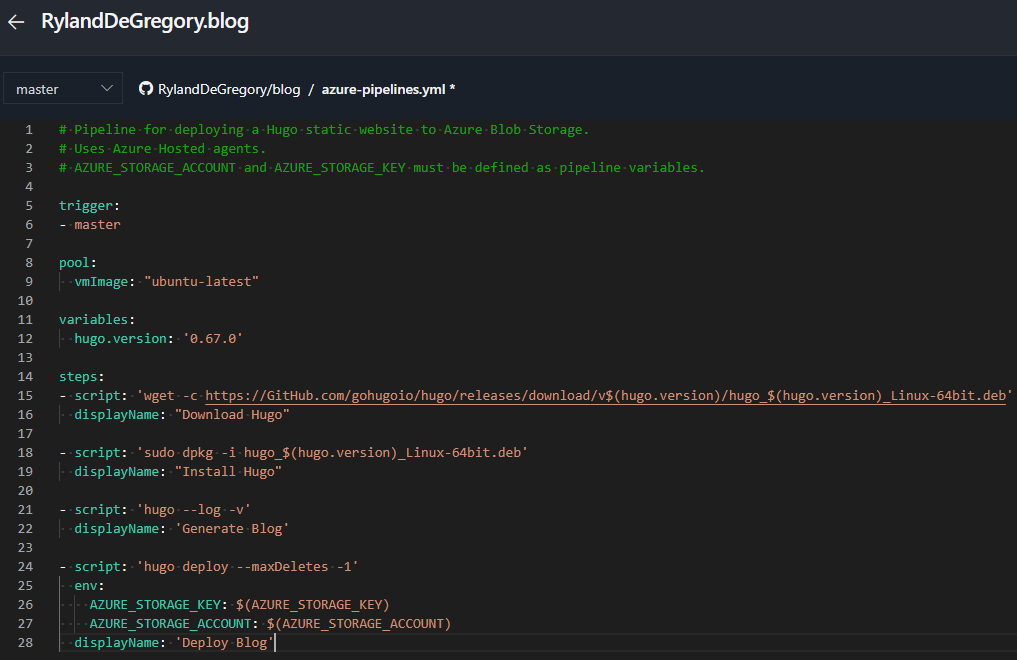 RylandDeGregory.blog
master RylandDeGregory/blog / azure-pipelines.yml *
1 # Pipeline for deploying a Hugo static website to Azure Blob Storage.
2 # Uses Azure Hosted agents.
3 # AZURE_STORAGE_ACCOUNT and AZURE_STORAGE_KEY must be defined as pipeline variables.
4
5 trigger:
6 - master
7
8 pool:
9   vmImage: "ubuntu-latest"
10
11 variables:
12   hugo.version: '0.67.0'
13
14 steps:
15 - script: 'wget -c https://GitHub.com/gohugoio/hugo/releases/download/v$(hugo.version)/hugo_$(hugo.version)_Linux-64bit.deb'
16   displayName: "Download Hugo"
17
18 - script: 'sudo dpkg -i hugo_$(hugo.version)_Linux-64bit.deb'
19   displayName: "Install Hugo"
20
21 - script: 'hugo --log -v'
22   displayName: 'Generate Blog'
23
24 - script: 'hugo deploy --maxDeletes -1'
25   env:
26     AZURE_STORAGE_KEY: $(AZURE_STORAGE_KEY)
27     AZURE_STORAGE_ACCOUNT: $(AZURE_STORAGE_ACCOUNT)
28   displayName: 'Deploy Blog'